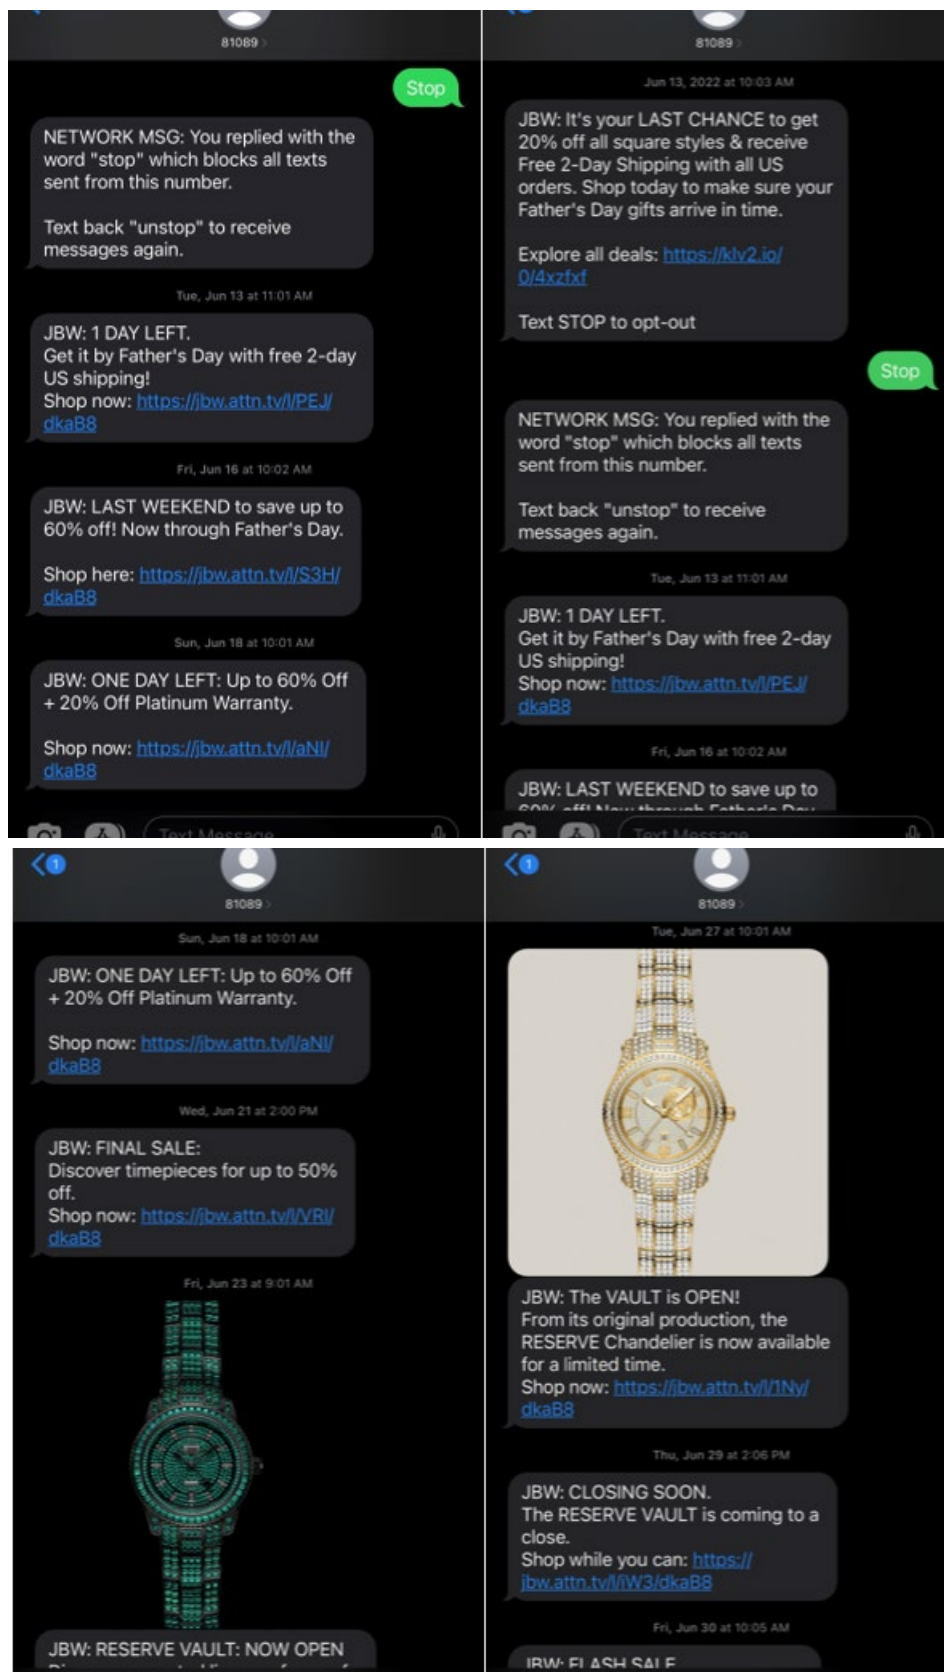 81089
Stop
NETWORK MSG: You replied with the
word "stop" which blocks all texts
sent from this number.
Text back "unstop" to receive
messages again.
Tue, Jun 13 at 11:01 AM
JBW: 1 DAY LEFT.
Get it by Father's Day with free 2-day
US shipping!
Shop now: https://jbw.attn.tv/l/PEJ/
dkaB8
Fri, Jun 16 at 10:02 AM
JBW: LAST WEEKEND to save up to
60% off! Now through Father's Day.
Shop here: https://jbw.attn.tv/l/S3H/
dkaB8
Sun, Jun 18 at 10:01 AM
JBW: ONE DAY LEFT: Up to 60% Off
+ 20% Off Platinum Warranty.
Shop now: https://jbw.attn.tv/l/aNI/
dkaB8
Text Message
81089
Jun 13, 2022 at 10:03 AM
JBW: It's your LAST CHANCE to get
20% off all square styles & receive
Free 2-Day Shipping with all US
orders. Shop today to make sure your
Father's Day gifts arrive in time.
Explore all deals: https://klv2.io/
0/4xzfxf
Text STOP to opt-out
Stop
NETWORK MSG: You replied with the
word "stop" which blocks all texts
sent from this number.
Text back "unstop" to receive
messages again.
Tue, Jun 13 at 11:01 AM
JBW: 1 DAY LEFT.
Get it by Father's Day with free 2-day
US shipping!
Shop now: https://jbw.attn.tv/l/PEJ/
dkaB8
Fri, Jun 16 at 10:02 AM
JBW: LAST WEEKEND to save up to
60% off! Now through Father's Day
Text Message
1
81089
Sun, Jun 18 at 10:01 AM
JBW: ONE DAY LEFT: Up to 60% Off
+ 20% Off Platinum Warranty.
Shop now: https://jbw.attn.tv/l/aNI/
dkaB8
Wed, Jun 21 at 2:00 PM
JBW: FINAL SALE:
Discover timepieces for up to 50%
off.
Shop now: https://jbw.attn.tv/l/VRI/
dkaB8
Fri, Jun 23 at 9:01 AM
JBW: RESERVE VAULT: NOW OPEN
1
81089
Tue, Jun 27 at 10:01 AM
JBW: The VAULT is OPEN!
From its original production, the
RESERVE Chandelier is now available
for a limited time.
Shop now: https://jbw.attn.tv/l/1Ny/
dkaB8
Thu, Jun 29 at 2:06 PM
JBW: CLOSING SOON.
The RESERVE VAULT is coming to a
close.
Shop while you can: https://
jbw.attn.tv/l/iW3/dkaB8
Fri, Jun 30 at 10:05 AM
JBW: FLASH SALE